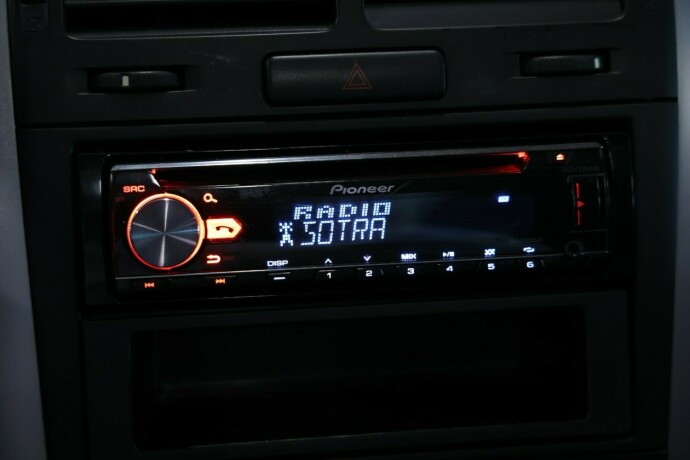 Pioneer
SRC
RADIO
SOTRA
DISP
MIX
1 2 3 4 5 6